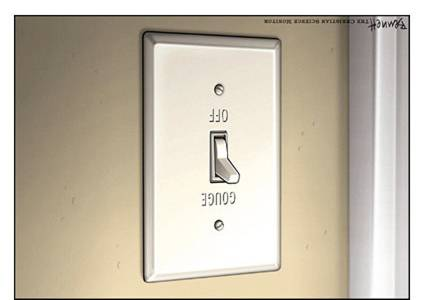 GOUGE
OFF
Bennett THE CHRISTIAN SCIENCE MONITOR